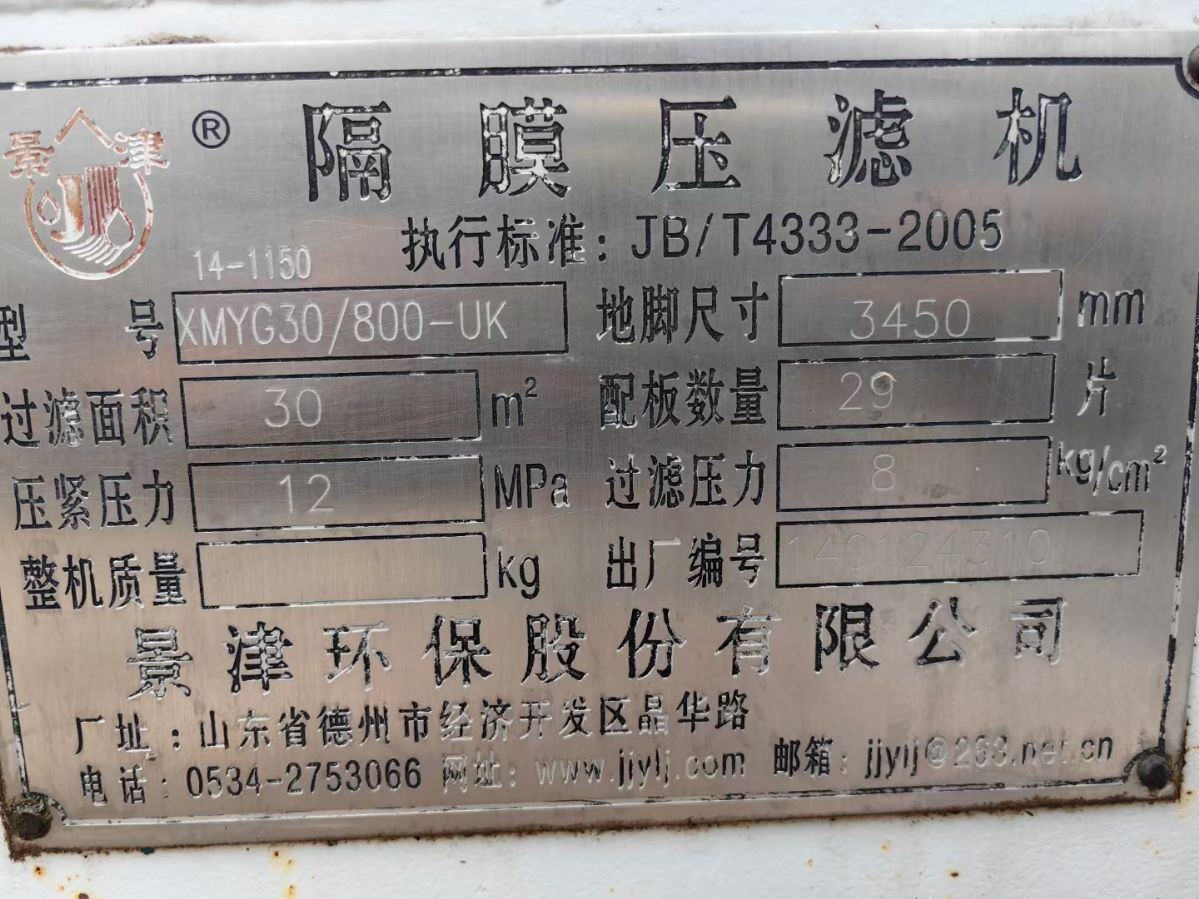 景津 ® 隔膜压滤机
执行标准：JB/T4333-2005
14-1150
型号 XMYG30/800-UK 地脚尺寸 3450 mm
过滤面积 30 m² 配板数量 29 片
压紧压力 12 MPa 过滤压力 8 kg/cm²
整机质量 kg 出厂编号 140124310
景津环保股份有限公司
厂址：山东省德州市经济开发区晶华路
电话：0534-2753066 网址：www.jjylj.com 邮箱：jjylj@263.net.cn